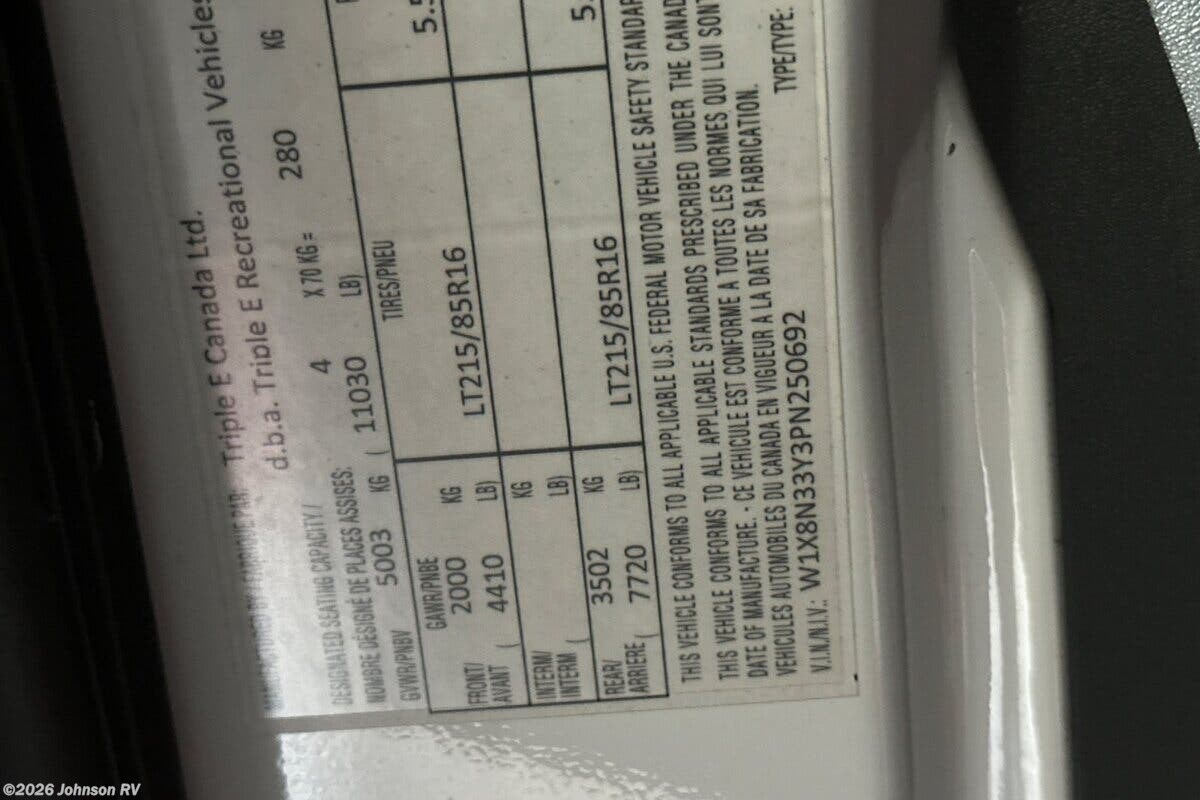 Triple E Canada Ltd.
d.b.a. Triple E Recreational Vehicles
DESIGNATED SEATING CAPACITY/
NOMBRE DÉSIGNÉ DE PLACES ASSISES: 4 X 70 KG = 280 KG
GVWR/PNBV 5003 KG ( 11030 LB)
GAWR/PNBE TIRES/PNEU
FRONT/ 2000 KG LT215/85R16
AVANT ( 4410 LB)
INTERM/ KG
INTERM ( LB)
REAR/ 3502 KG LT215/85R16
ARRIERE ( 7720 LB)
THIS VEHICLE CONFORMS TO ALL APPLICABLE U.S. FEDERAL MOTOR VEHICLE SAFETY
THIS VEHICLE CONFORMS TO ALL APPLICABLE STANDARDS PRESCRIBED UNDER THE
DATE OF MANUFACTURE. - CE VEHICULE EST CONFORME A TOUTES LES NORMES QUI LUI SONT
VEHICULES AUTOMOBILES DU CANADA EN VIGUEUR A LA DATE DE SA FABRICATION.
V.I.N./N.I.V.: W1X8N33Y3PN250692 TYPE/TYPE:
©2026 Johnson RV